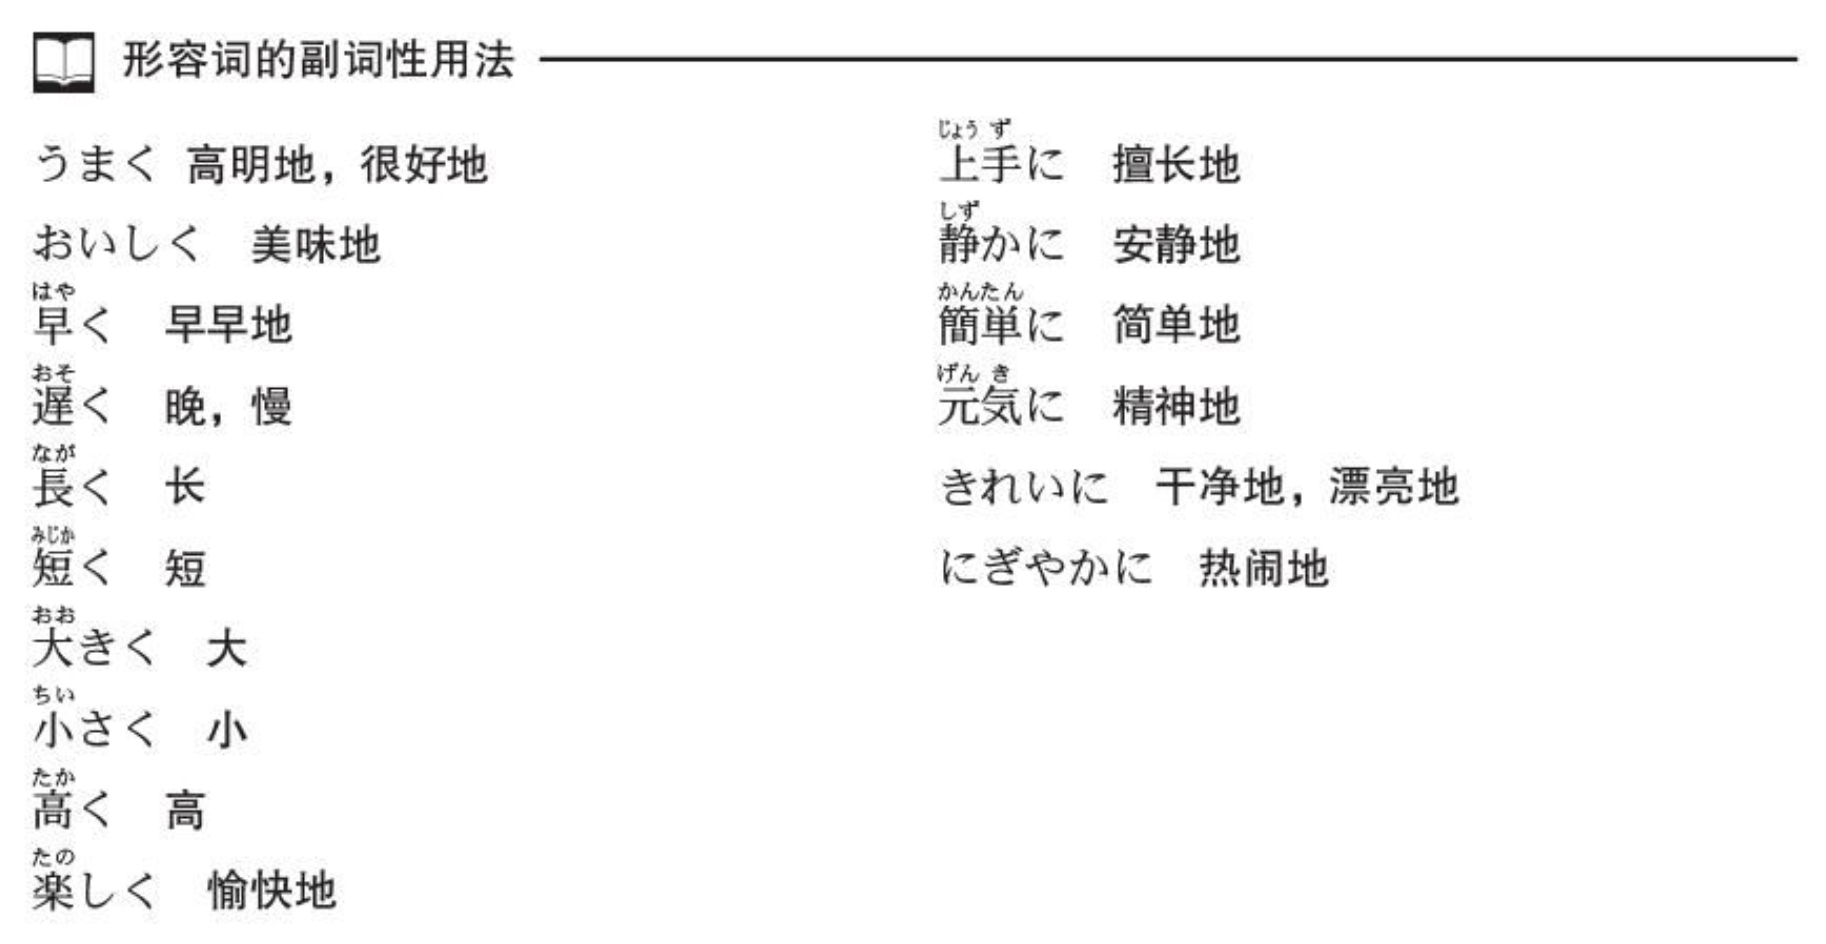 形容词的副词性用法
うまく 高明地，很好地
おいしく 美味地
はや
早く 早早地
おそ
遅く 晚，慢
なが
長く 长
みじか
短く 短
おお
大きく 大
ちい
小さく 小
たか
高く 高
たの
楽しく 愉快地
じょうず
上手に 擅长地
しず
静かに 安静地
かんたん
簡単に 简单地
げんき
元気に 精神地
きれいに 干净地，漂亮地
にぎやかに 热闹地